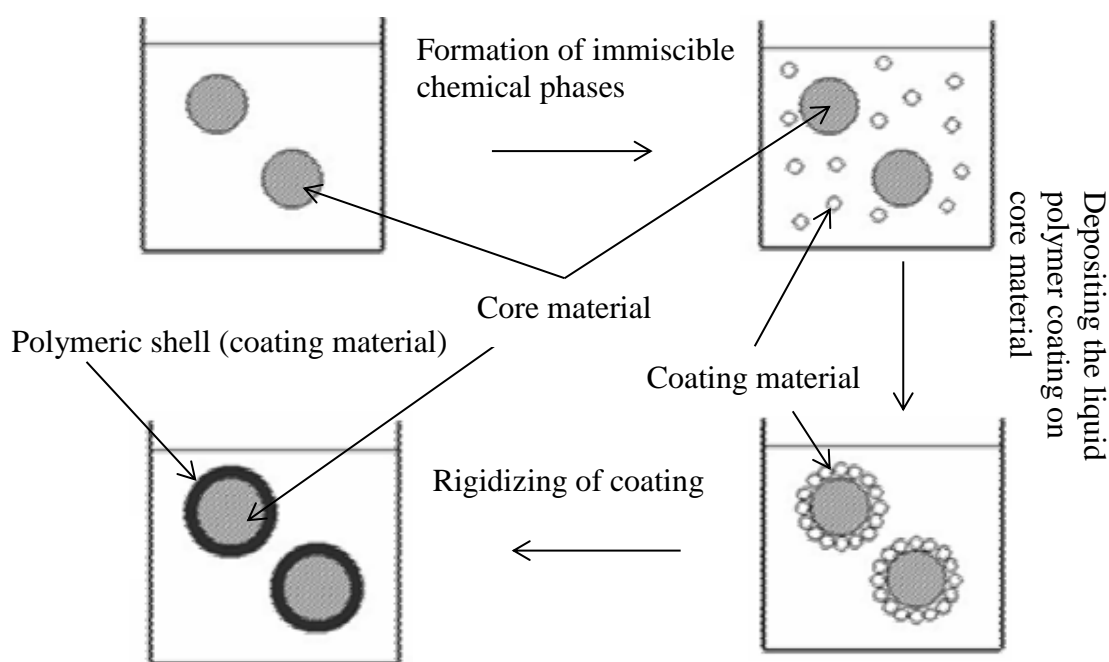 Formation of immiscible
chemical phases
Depositing the liquid
polymer coating on
core material
Core material
Polymeric shell (coating material)
Coating material
Rigidizing of coating